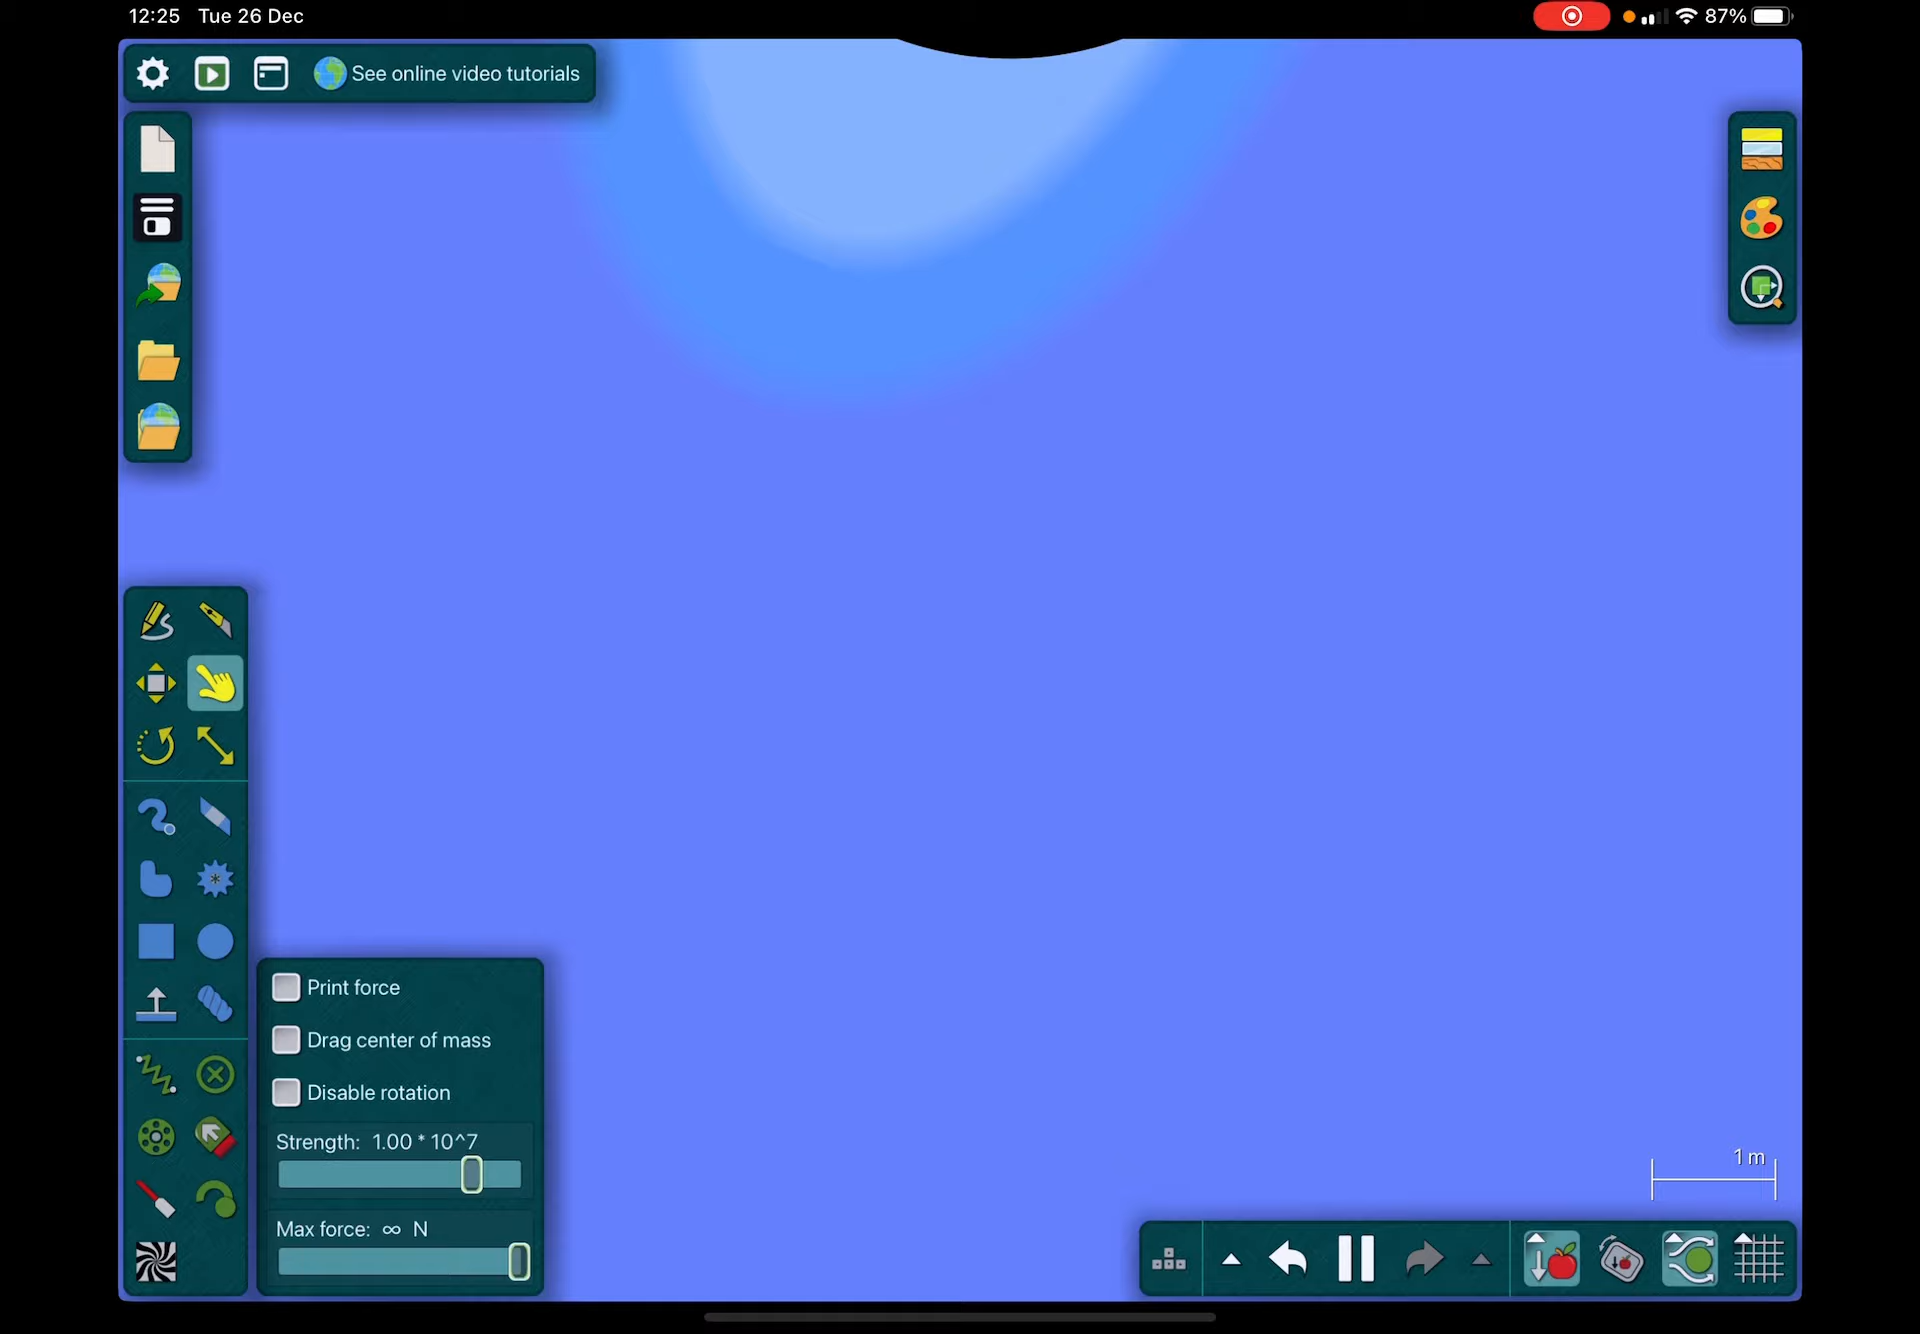 12:25 Tue 26 Dec
87%
See online video tutorials
Print force
Drag center of mass
Disable rotation
Strength: 1.00 * 10^7
Max force: ∞ N
1 m